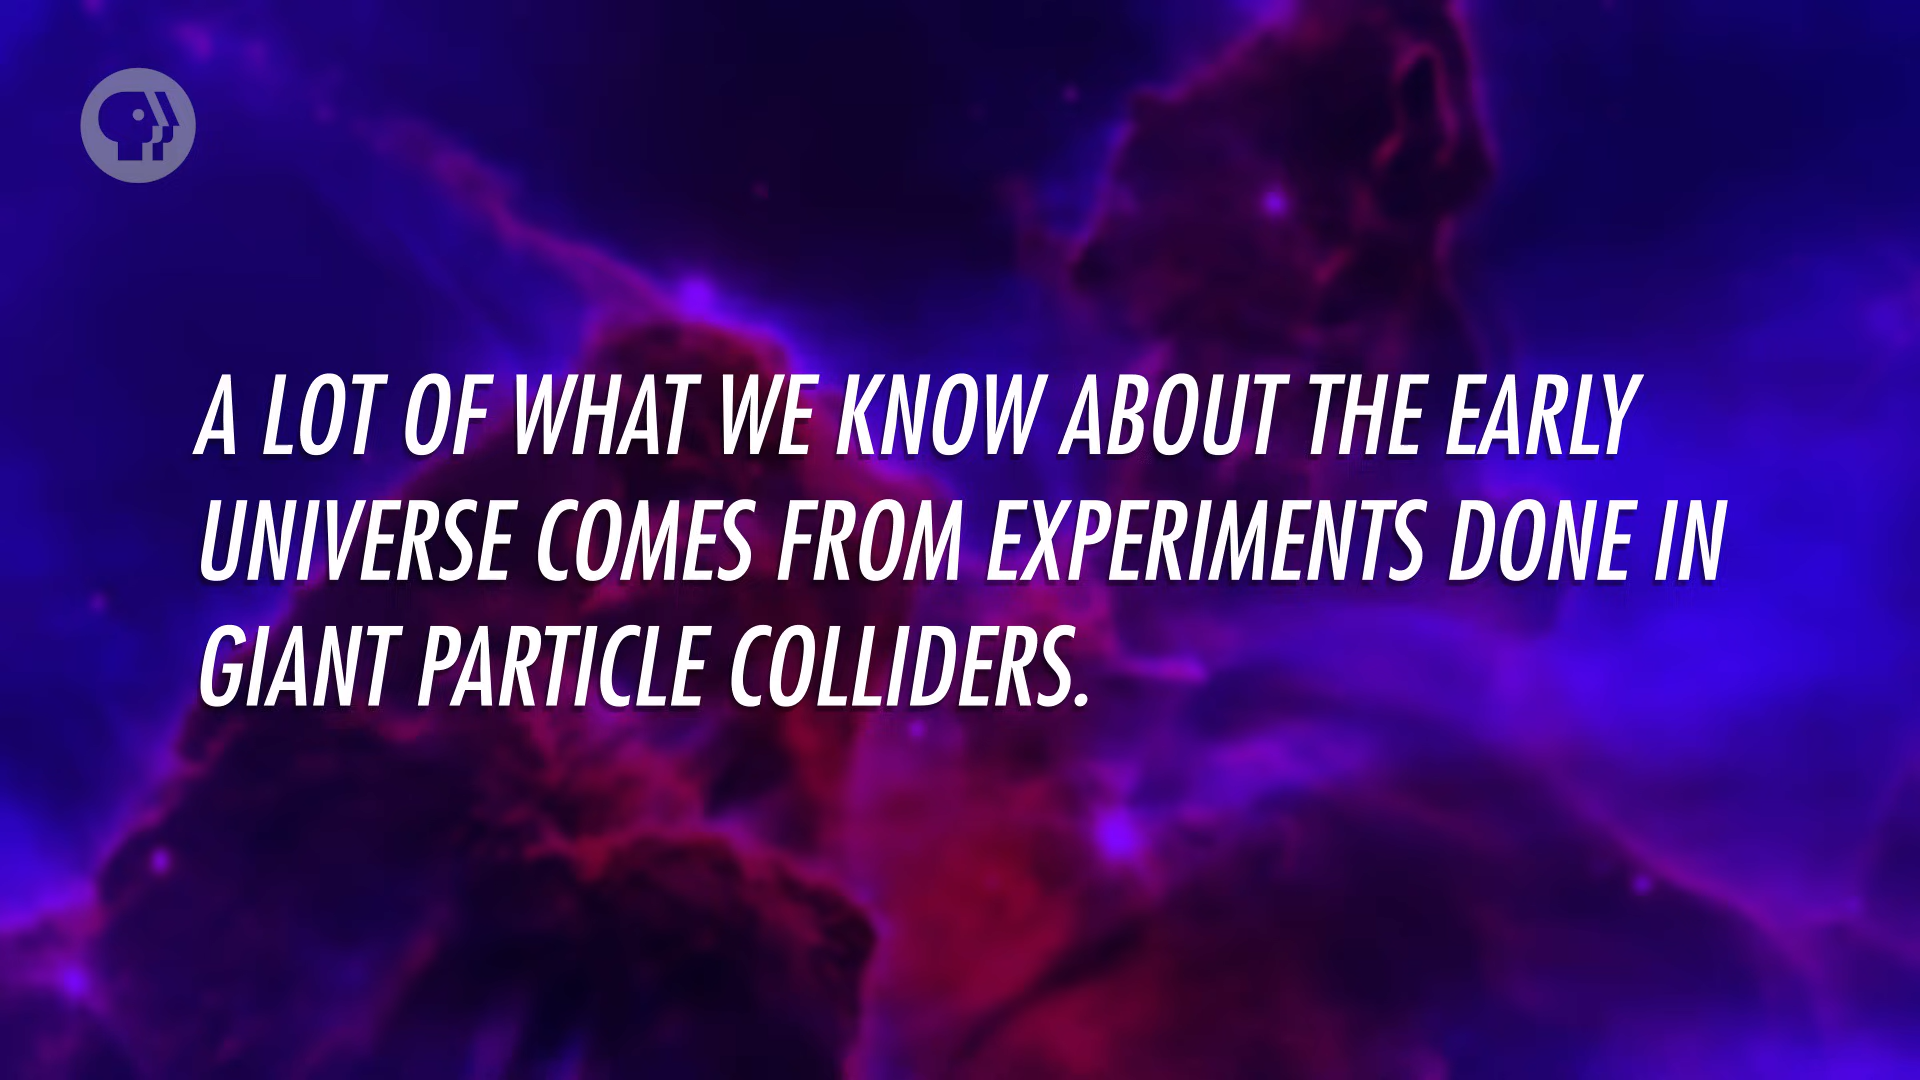 A LOT OF WHAT WE KNOW ABOUT THE EARLY
UNIVERSE COMES FROM EXPERIMENTS DONE IN
GIANT PARTICLE COLLIDERS.